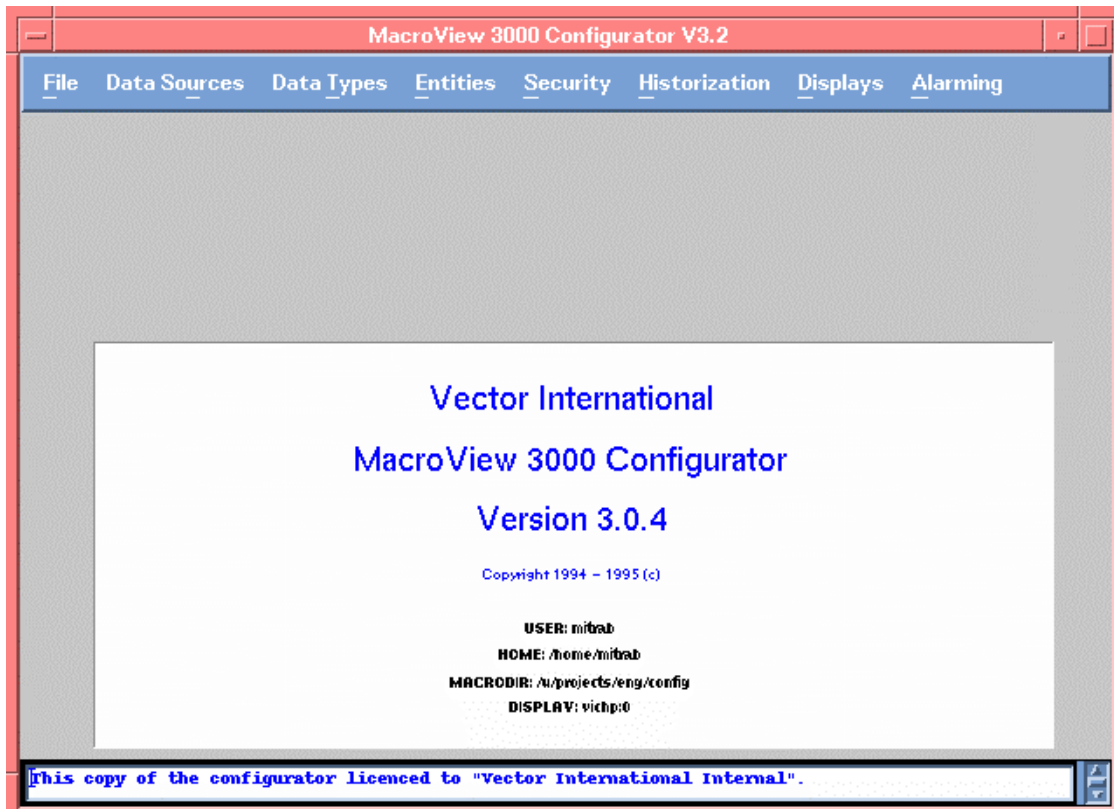 MacroView 3000 Configurator V3.2
File Data Sources Data Types Entities Security Historization Displays Alarming
Vector International
MacroView 3000 Configurator
Version 3.0.4
Copyright 1994 – 1995 (c)
USER: mitrab
HOME: /home/mitrab
MACRODIR: /u/projects/eng/config
DISPLAY: vichp:0
This copy of the configurator licenced to "Vector International Internal".